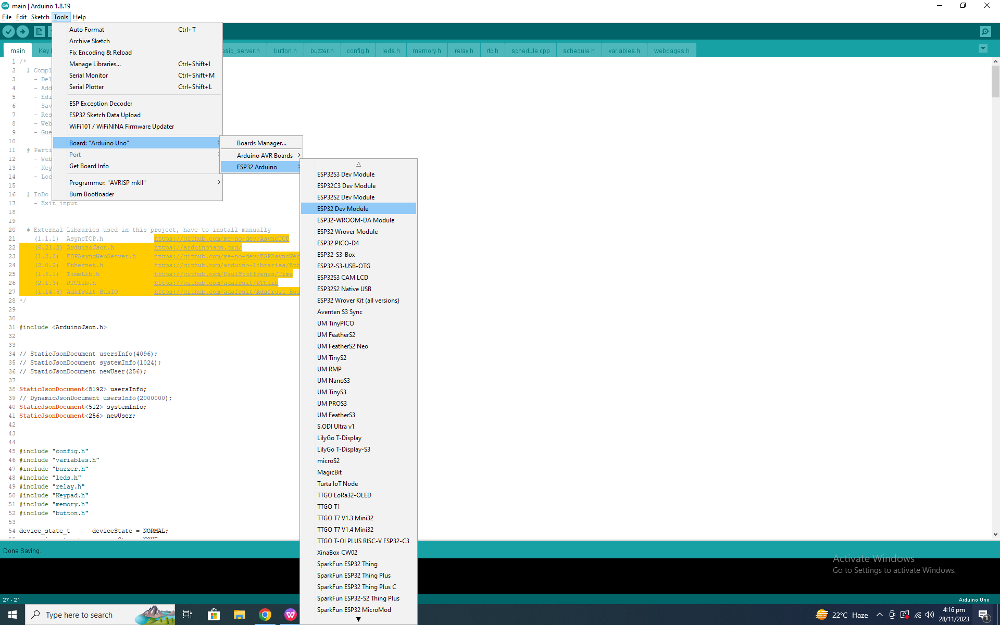 main | Arduino 1.8.19
File Edit Sketch Tools Help
Auto Format Ctrl+T
Archive Sketch
Fix Encoding & Reload
Manage Libraries... Ctrl+Shift+I
Serial Monitor Ctrl+Shift+M
Serial Plotter Ctrl+Shift+L
ESP Exception Decoder
ESP32 Sketch Data Upload
WiFi101 / WiFiNINA Firmware Updater
Board: "Arduino Uno"
Port
Get Board Info
Programmer: "AVRISP mkII"
Burn Bootloader
Boards Manager...
Arduino AVR Boards
ESP32 Arduino
△
ESP32S3 Dev Module
ESP32C3 Dev Module
ESP32S2 Dev Module
ESP32 Dev Module
ESP32-WROOM-DA Module
ESP32 Wrover Module
ESP32 PICO-D4
ESP32-S3-Box
ESP32-S3-USB-OTG
ESP32S3 CAM LCD
ESP32S2 Native USB
ESP32 Wrover Kit (all versions)
Aventen S3 Sync
UM TinyPICO
UM FeatherS2
UM FeatherS2 Neo
UM TinyS2
UM RMP
UM NanoS3
UM TinyS3
UM PROS3
UM FeatherS3
S.ODI Ultra v1
LilyGo T-Display
LilyGo T-Display-S3
microS2
MagicBit
Turta IoT Node
TTGO LoRa32-OLED
TTGO T1
TTGO T7 V1.3 Mini32
TTGO T7 V1.4 Mini32
TTGO T-OI PLUS RISC-V ESP32-C3
XinaBox CW02
SparkFun ESP32 Thing
SparkFun ESP32 Thing Plus
SparkFun ESP32 Thing Plus C
SparkFun ESP32-S2 Thing Plus
SparkFun ESP32 MicroMod
▼
main Key.h asic_server.h button.h buzzer.h config.h leds.h memory.h relay.h rtc.h schedule.cpp schedule.h variables.h webpages.h
1 /*
2 # Compl
3 - Del
4 - Add
5 - Edi
6 - Sav
7 - Res
8 - Web
9 - Gue
10
11 # Parti
12 - Web
13 - Key
14 - Loc
15
16 # ToDo
17 - Exit input
18
19
20 # External Libraries used in this project, have to install manually
21 (1.1.1) AsyncTCP.h https://github.com/me-no-dev/AsyncTCP
22 (6.21.2) ArduinoJson.h https://arduinojson.org/
23 (1.2.3) ESPAsyncWebServer.h https://github.com/me-no-dev/ESPAsyncWeb
24 (2.0.2) Ethernet.h https://github.com/arduino-libraries/Eth
25 (1.6.1) TimeLib.h https://github.com/PaulStoffregen/Time
26 (2.1.3) RTClib.h https://github.com/adafruit/RTClib
27 (1.14.5) Adafruit_BusIO https://github.com/adafruit/Adafruit_Bus
28 */
29
30
31 #include <ArduinoJson.h>
32
33
34 // StaticJsonDocument usersInfo(4096);
35 // StaticJsonDocument systemInfo(1024);
36 // StaticJsonDocument newUser(256);
37
38 StaticJsonDocument<8192> usersInfo;
39 // DynamicJsonDocument usersInfo(2000000);
40 StaticJsonDocument<512> systemInfo;
41 StaticJsonDocument<256> newUser;
42
43
44
45 #include "config.h"
46 #include "variables.h"
47 #include "buzzer.h"
48 #include "leds.h"
49 #include "relay.h"
50 #include "Keypad.h"
51 #include "memory.h"
52 #include "button.h"
53
54 device_state_t deviceState = NORMAL;
Done Saving.
Activate Windows
Go to Settings to activate Windows.
27 - 21 Arduino Uno
Type here to search
22°C Haze
4:16 pm
28/11/2023
1